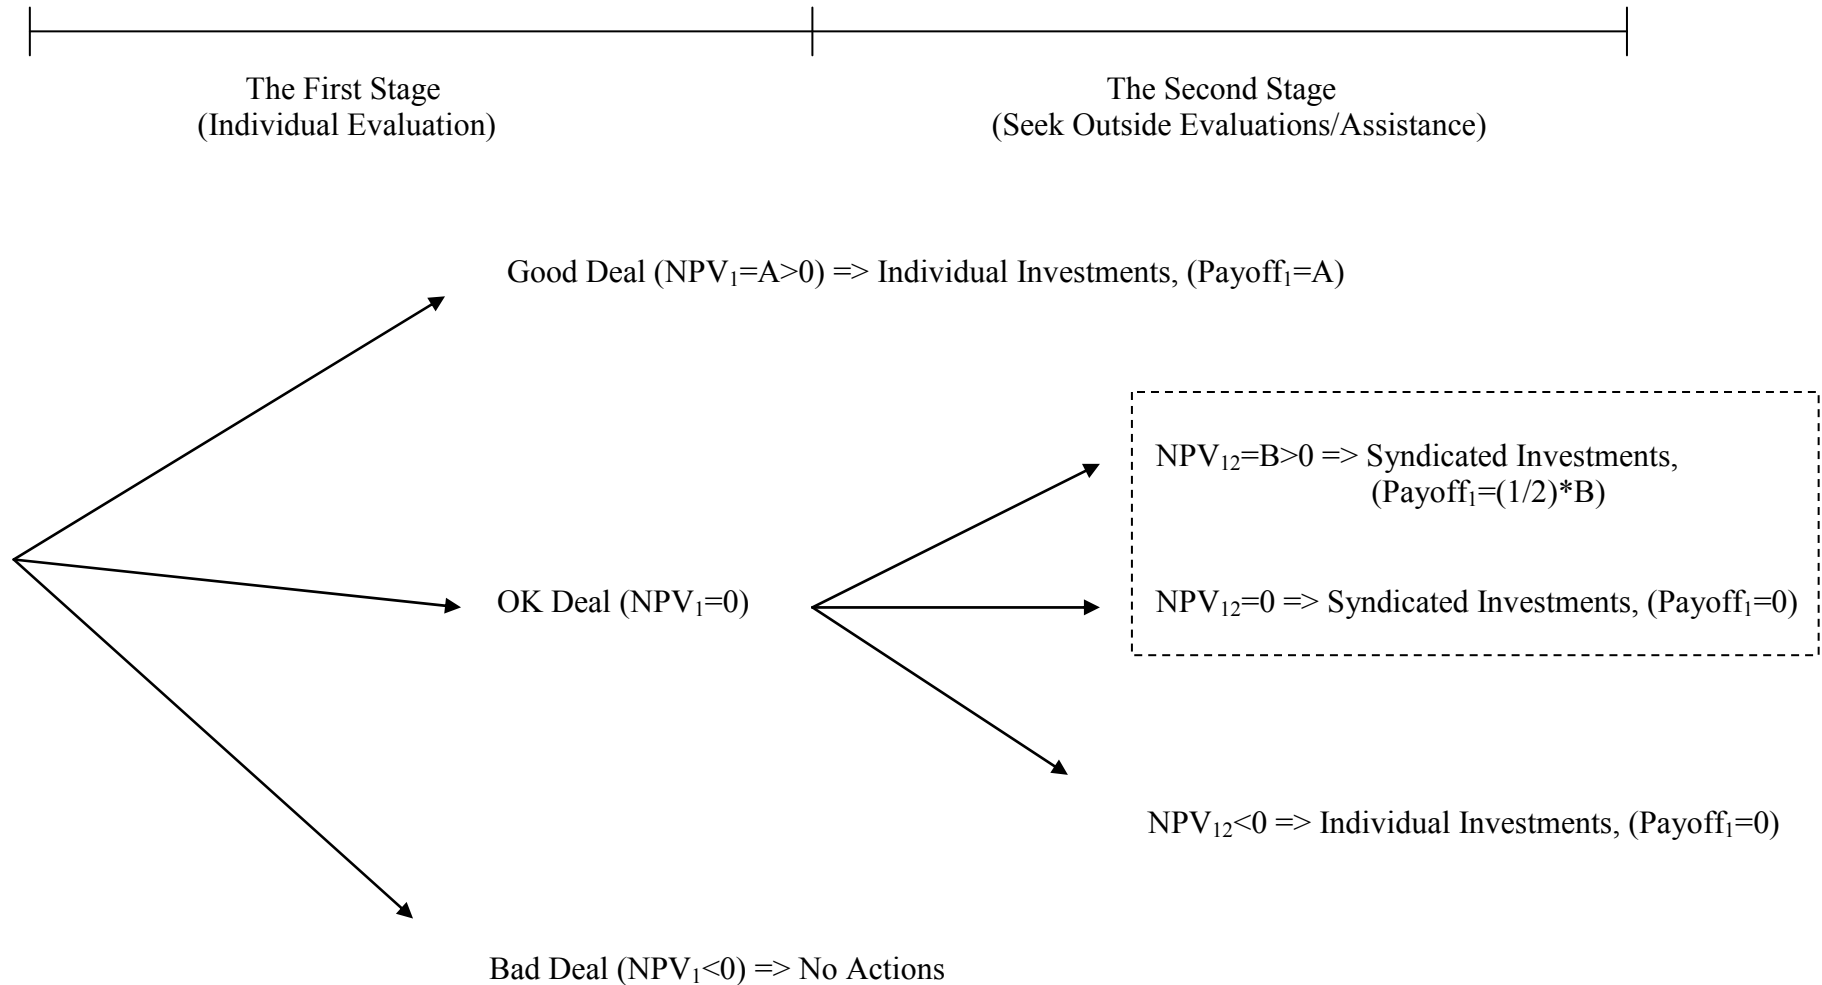 The First Stage
(Individual Evaluation)
The Second Stage
(Seek Outside Evaluations/Assistance)
Good Deal (NPV₁=A>0) => Individual Investments, (Payoff₁=A)
NPV₁₂=B>0 => Syndicated Investments,
(Payoff₁=(1/2)*B)
OK Deal (NPV₁=0)
NPV₁₂=0 => Syndicated Investments, (Payoff₁=0)
NPV₁₂<0 => Individual Investments, (Payoff₁=0)
Bad Deal (NPV₁<0) => No Actions